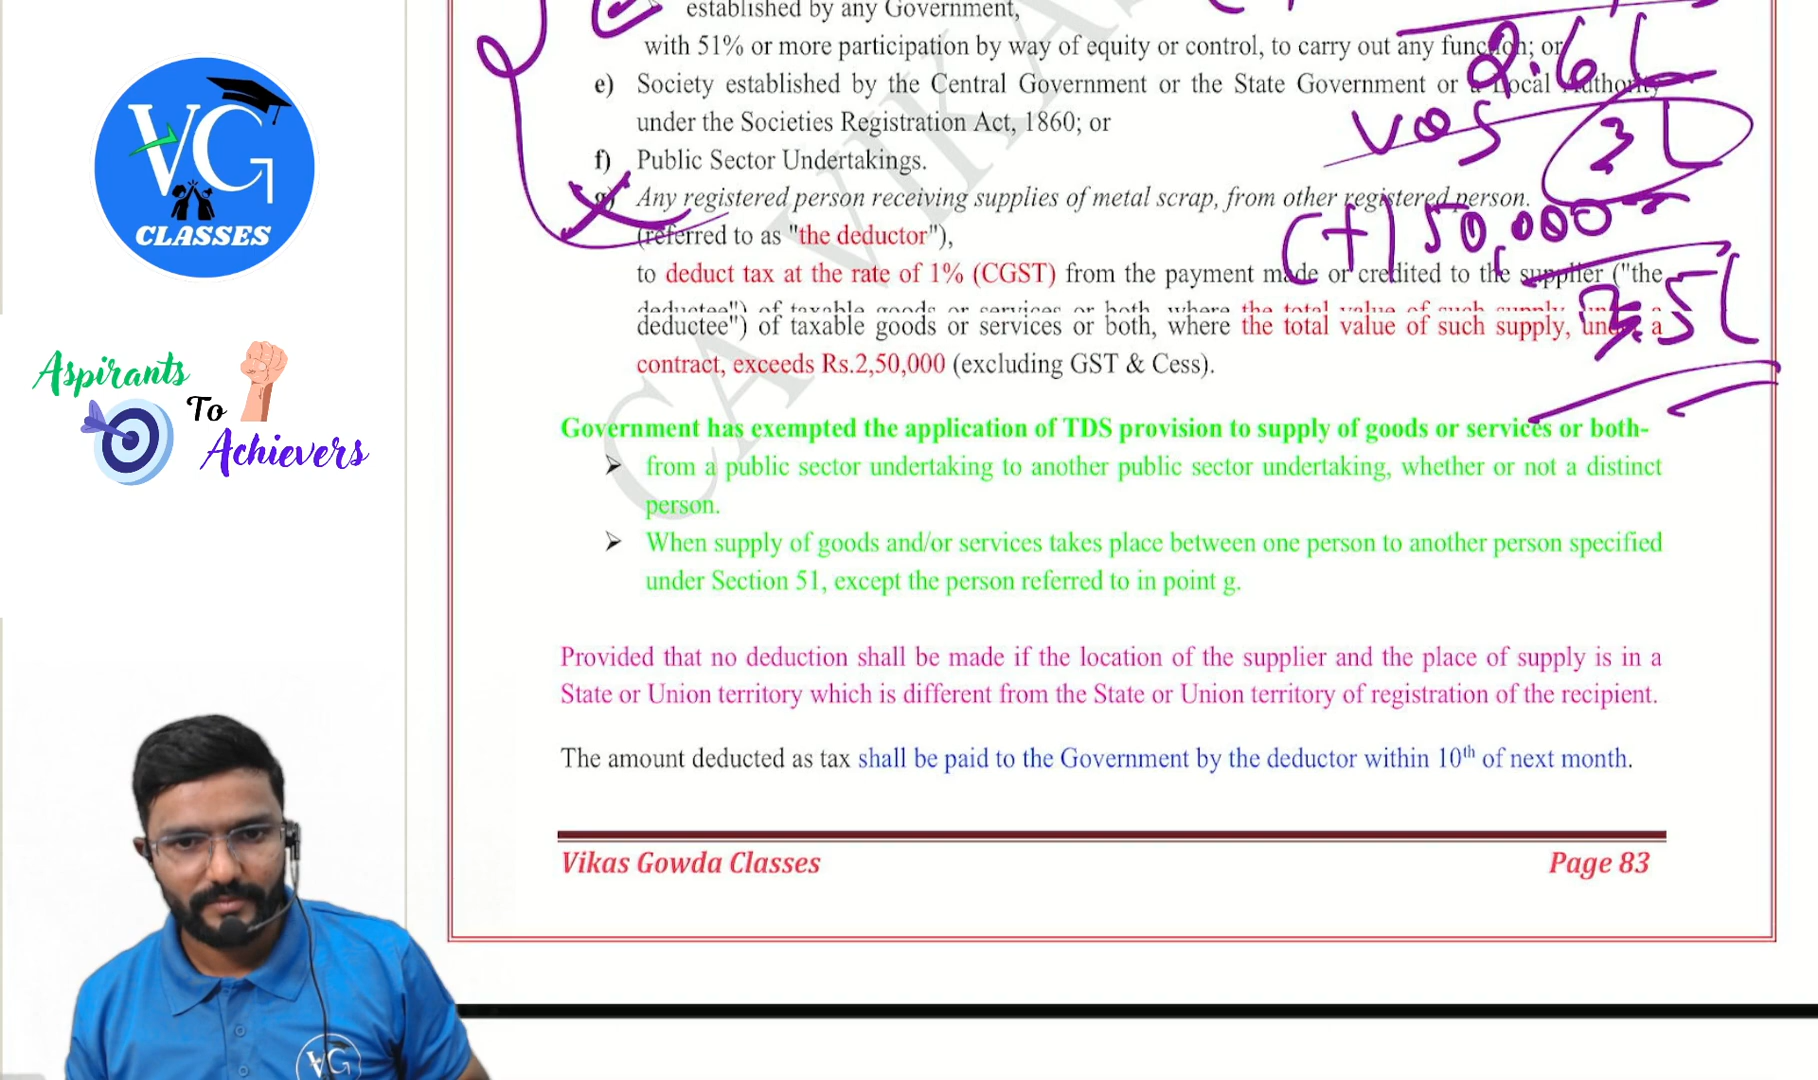 established by any Government,
with 51% or more participation by way of equity or control, to carry out any function; or
e) Society established by the Central Government or the State Government or a Local Authority
under the Societies Registration Act, 1860; or
f) Public Sector Undertakings.
g) Any registered person receiving supplies of metal scrap, from other registered person.
(referred to as "the deductor"),
to deduct tax at the rate of 1% (CGST) from the payment made or credited to the supplier ("the
deductee") of taxable goods or services or both, where the total value of such supply, under a
contract, exceeds Rs.2,50,000 (excluding GST & Cess).
2.6L
VOS 3L
(+) 50,000
3.5L
Government has exempted the application of TDS provision to supply of goods or services or both-
➢ from a public sector undertaking to another public sector undertaking, whether or not a distinct
person.
➢ When supply of goods and/or services takes place between one person to another person specified
under Section 51, except the person referred to in point g.
Provided that no deduction shall be made if the location of the supplier and the place of supply is in a
State or Union territory which is different from the State or Union territory of registration of the recipient.
The amount deducted as tax shall be paid to the Government by the deductor within 10th of next month.
Vikas Gowda Classes Page 83
CA VIKA
VG
CLASSES
Aspirants
To
Achievers
VG